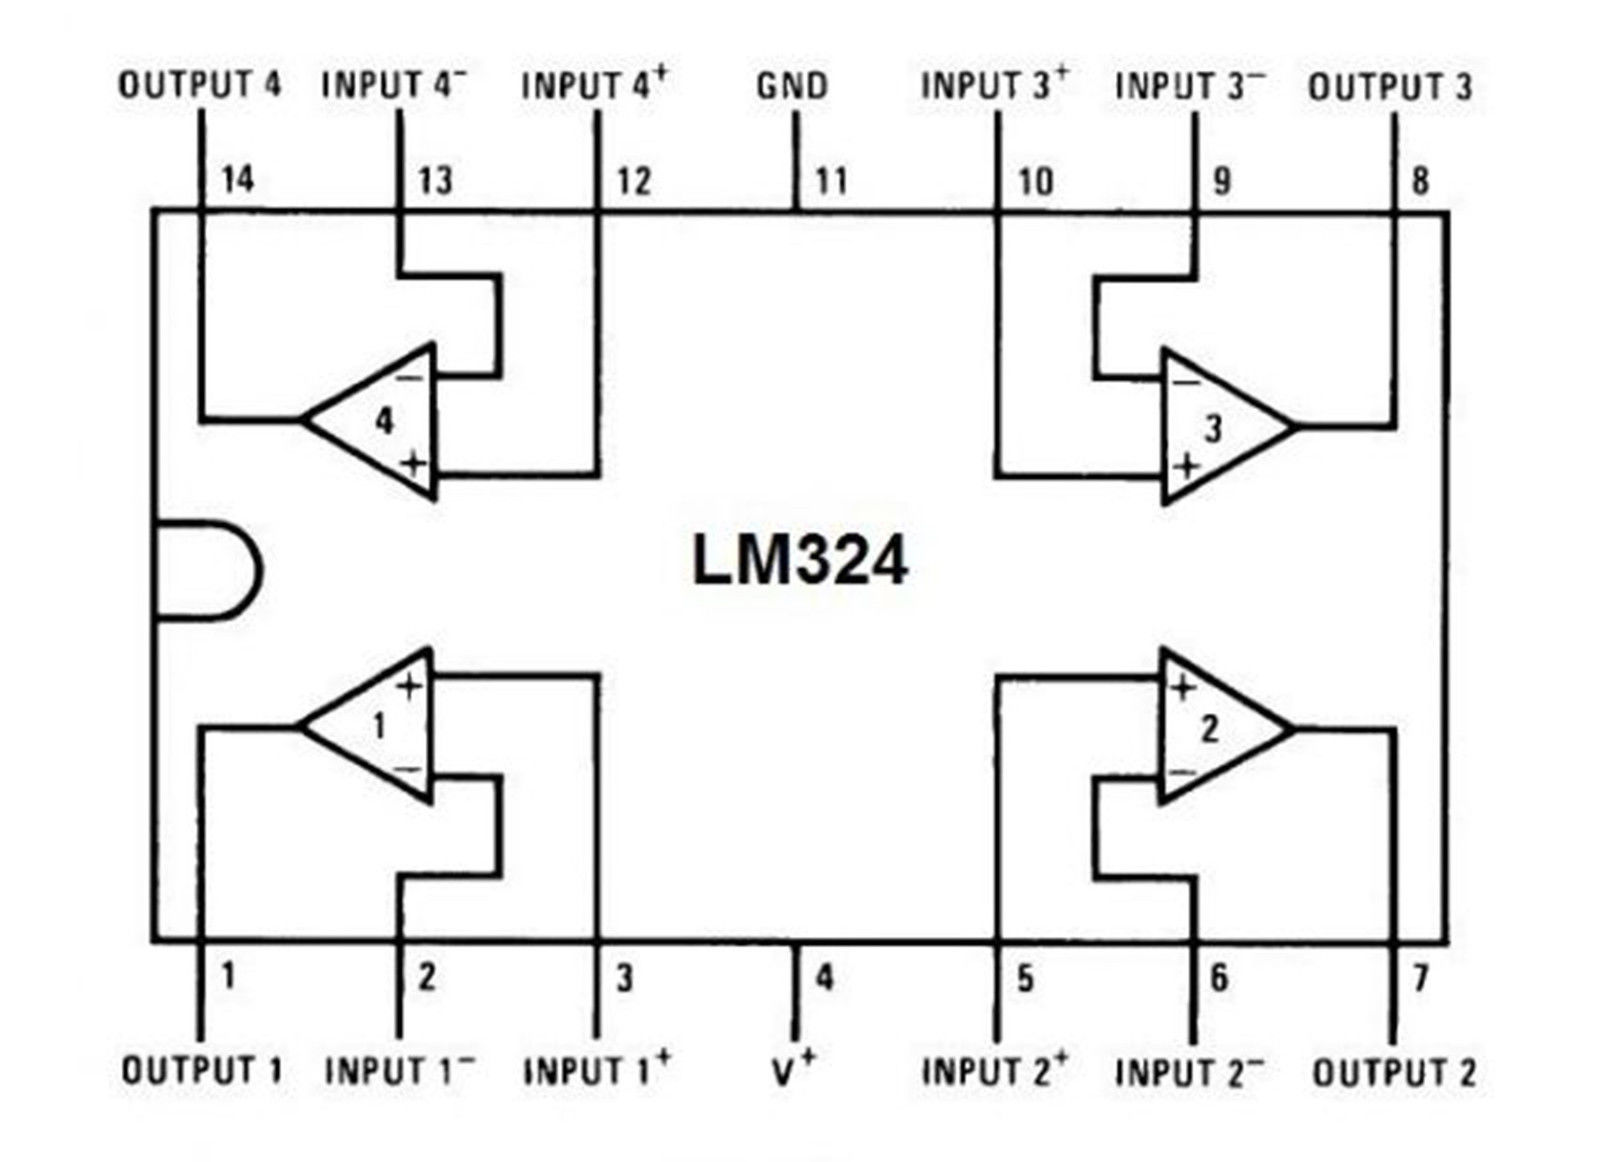 OUTPUT 4 INPUT 4⁻ INPUT 4⁺ GND INPUT 3⁺ INPUT 3⁻ OUTPUT 3
14 13 12 11 10 9 8
− −
4 3
+ +
LM324
+ +
1 2
− −
1 2 3 4 5 6 7
OUTPUT 1 INPUT 1⁻ INPUT 1⁺ V⁺ INPUT 2⁺ INPUT 2⁻ OUTPUT 2